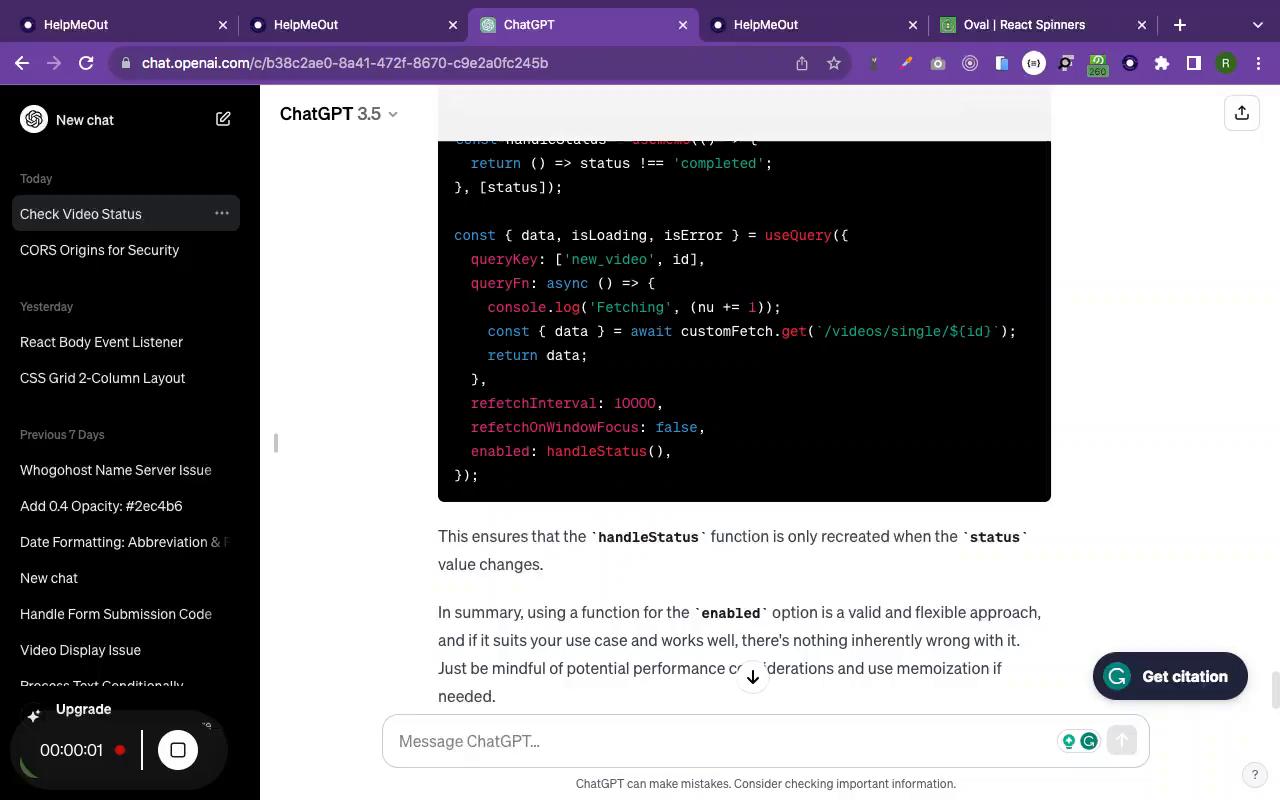 HelpMeOut
HelpMeOut
ChatGPT
HelpMeOut
Oval | React Spinners
chat.openai.com/c/b38c2ae0-8a41-472f-8670-c9e2a0fc245b
260
R
New chat
ChatGPT 3.5
Today
Check Video Status
CORS Origins for Security
Yesterday
React Body Event Listener
CSS Grid 2-Column Layout
Previous 7 Days
Whogohost Name Server Issue
Add 0.4 Opacity: #2ec4b6
Date Formatting: Abbreviation & F
New chat
Handle Form Submission Code
Video Display Issue
Process Text Conditionally
Upgrade
00:00:01
const handleStatus = useMemo(() => {
return () => status !== 'completed';
}, [status]);
const { data, isLoading, isError } = useQuery({
queryKey: ['new_video', id],
queryFn: async () => {
console.log('Fetching', (nu += 1));
const { data } = await customFetch.get(`/videos/single/${id}`);
return data;
},
refetchInterval: 10000,
refetchOnWindowFocus: false,
enabled: handleStatus(),
});
This ensures that the `handleStatus` function is only recreated when the `status`
value changes.
In summary, using a function for the `enabled` option is a valid and flexible approach,
and if it suits your use case and works well, there's nothing inherently wrong with it.
Just be mindful of potential performance considerations and use memoization if
needed.
Get citation
Message ChatGPT...
ChatGPT can make mistakes. Consider checking important information.
?